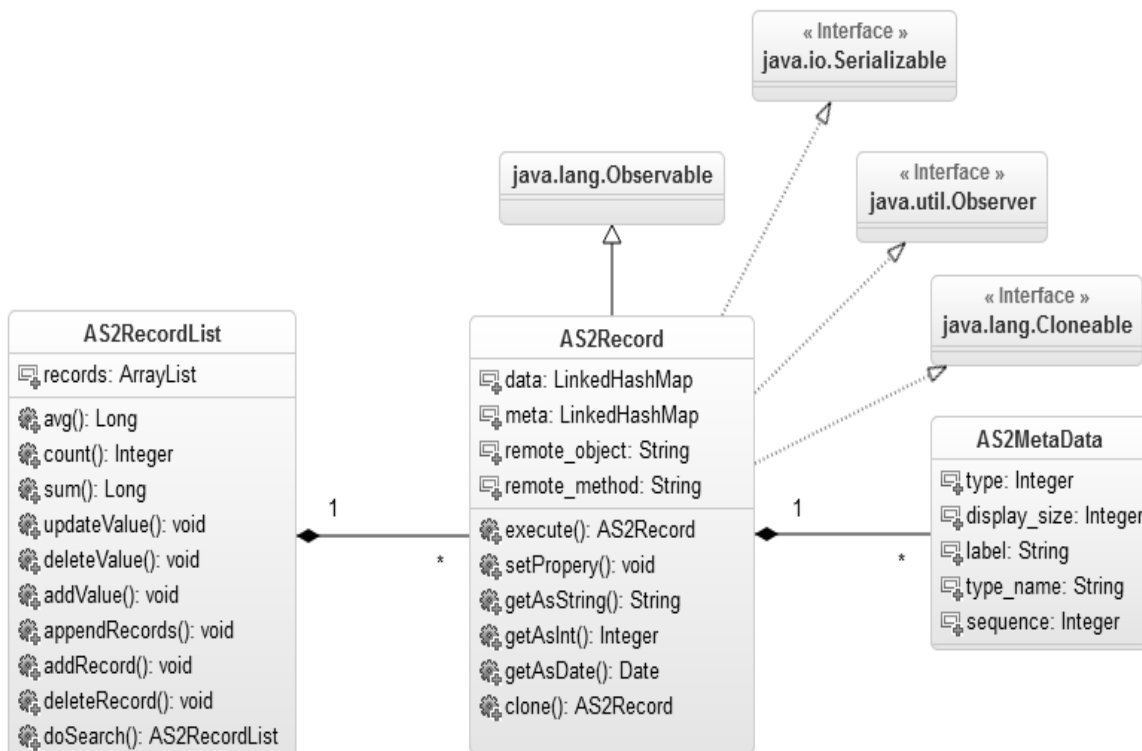 « Interface »
java.io.Serializable
java.lang.Observable
« Interface »
java.util.Observer
« Interface »
java.lang.Cloneable
AS2RecordList
records: ArrayList
avg(): Long
count(): Integer
sum(): Long
updateValue(): void
deleteValue(): void
addValue(): void
appendRecords(): void
addRecord(): void
deleteRecord(): void
doSearch(): AS2RecordList
1
*
AS2Record
data: LinkedHashMap
meta: LinkedHashMap
remote_object: String
remote_method: String
execute(): AS2Record
setPropery(): void
getAsString(): String
getAsInt(): Integer
getAsDate(): Date
clone(): AS2Record
1
*
AS2MetaData
type: Integer
display_size: Integer
label: String
type_name: String
sequence: Integer